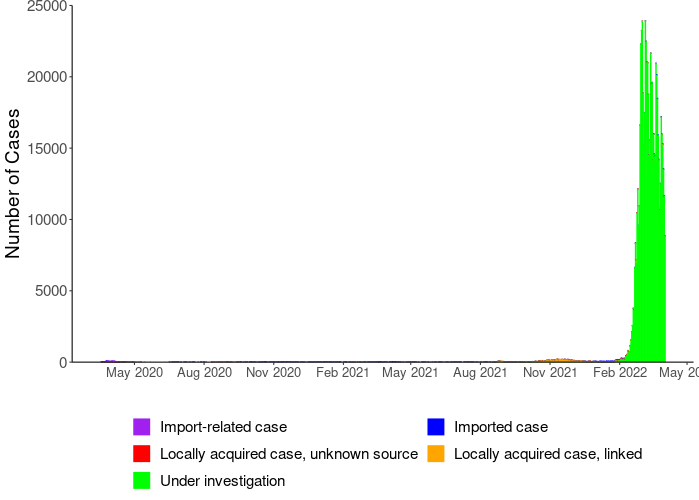 25000
20000
15000
10000
5000
0
Number of Cases
May 2020 Aug 2020 Nov 2020 Feb 2021 May 2021 Aug 2021 Nov 2021 Feb 2022 May 20
Import-related case Imported case
Locally acquired case, unknown source Locally acquired case, linked
Under investigation